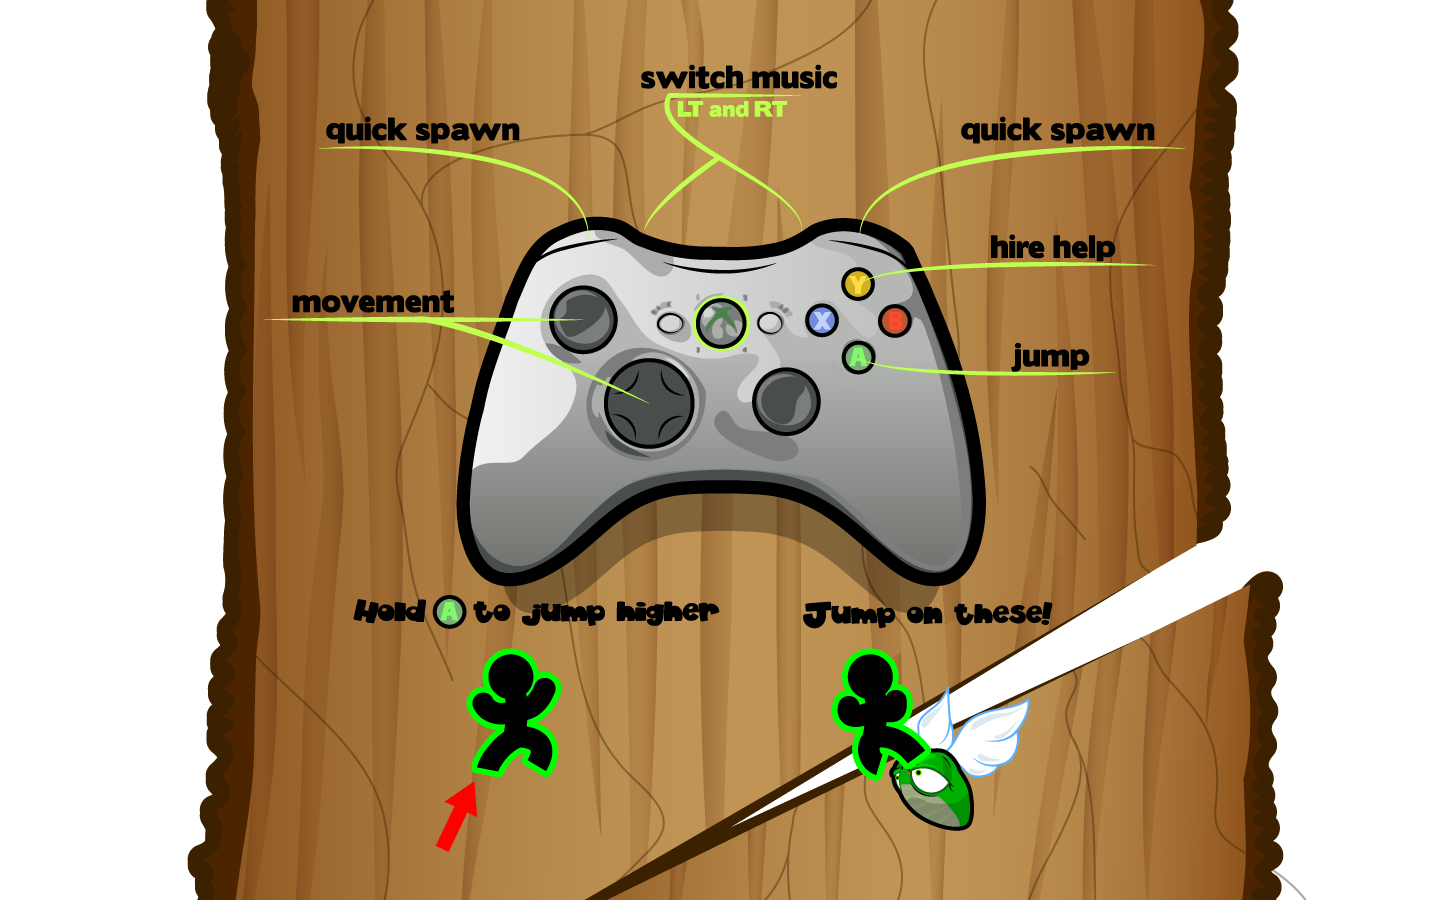 switch music
LT and RT
quick spawn
quick spawn
hire help
movement
Y
X
B
A
jump
Hold A to jump higher
Jump on these!